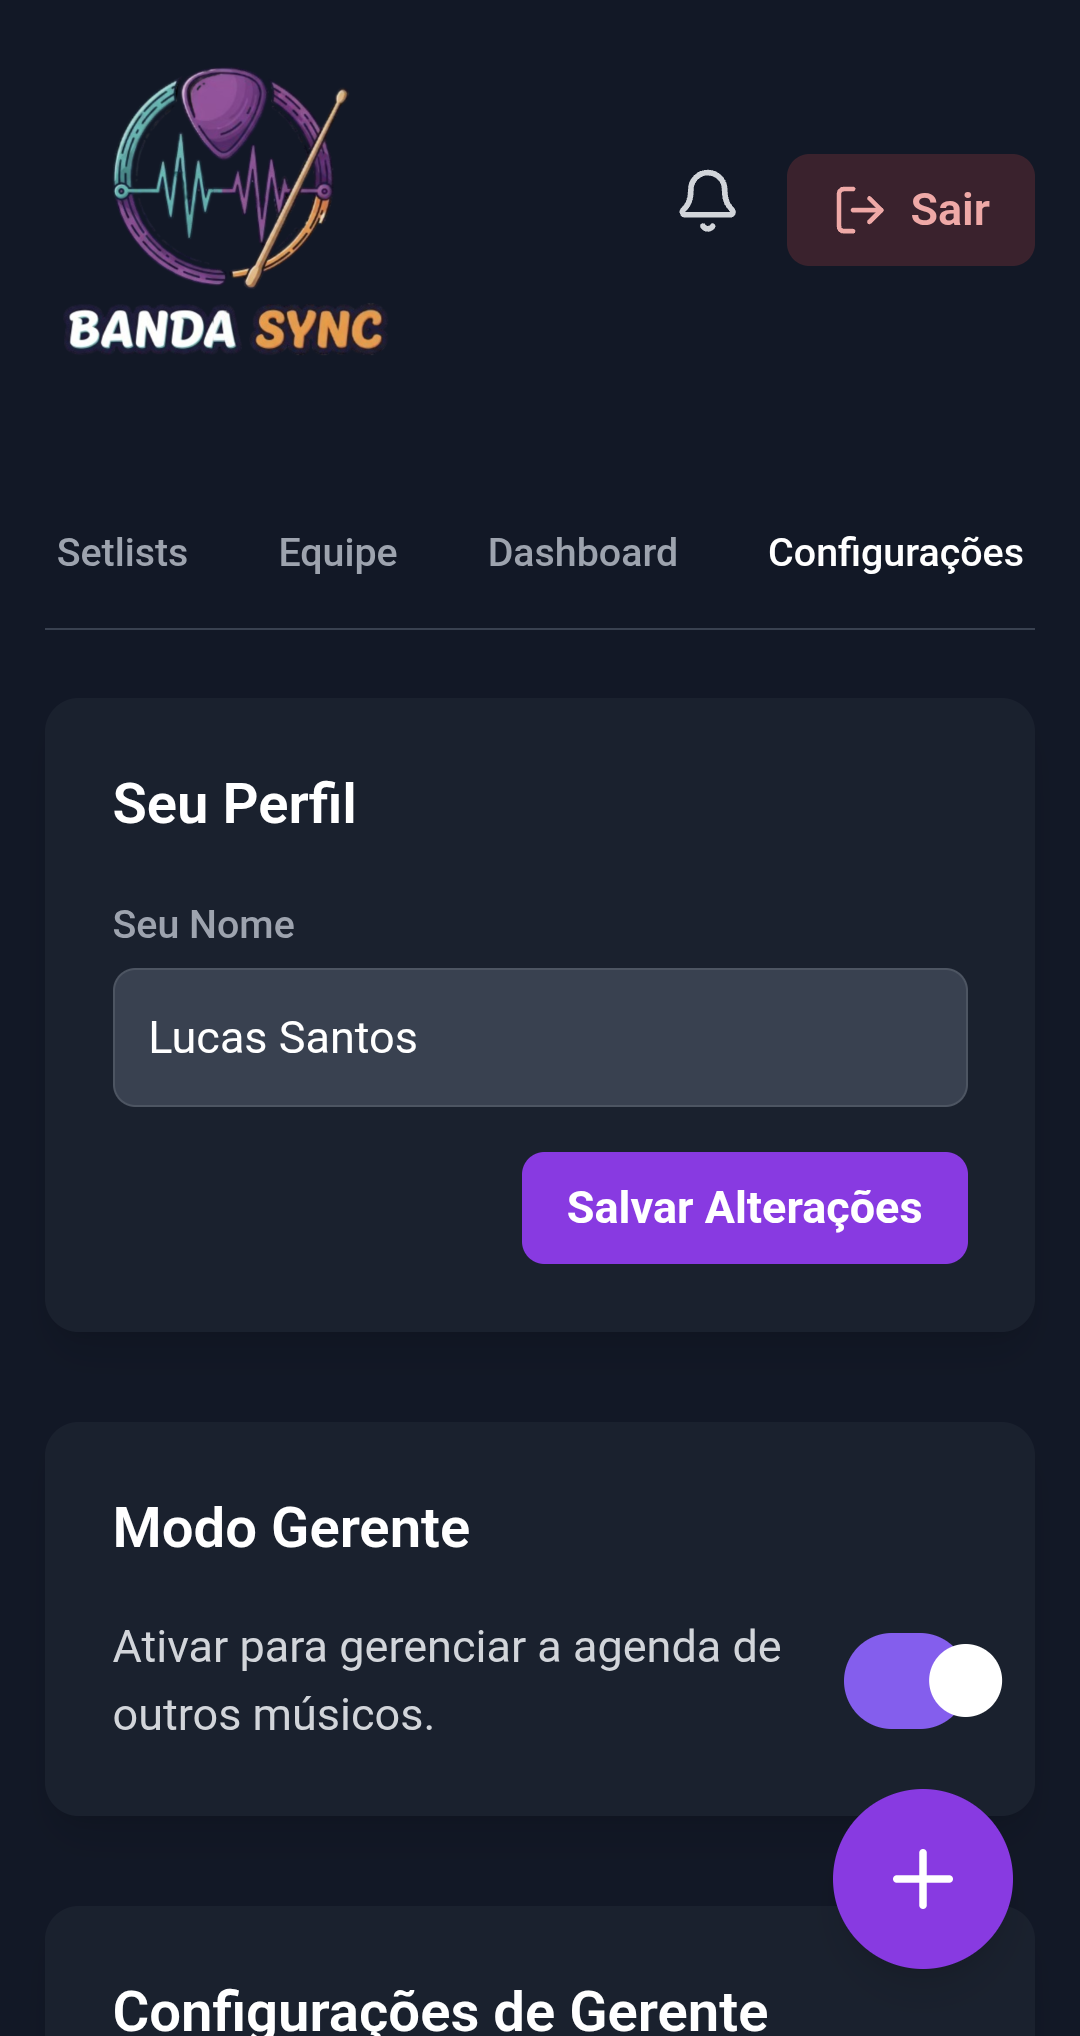 BANDA SYNC
Sair
Setlists
Equipe
Dashboard
Configurações
Seu Perfil
Seu Nome
Lucas Santos
Salvar Alterações
Modo Gerente
Ativar para gerenciar a agenda de
outros músicos.
Configurações de Gerente